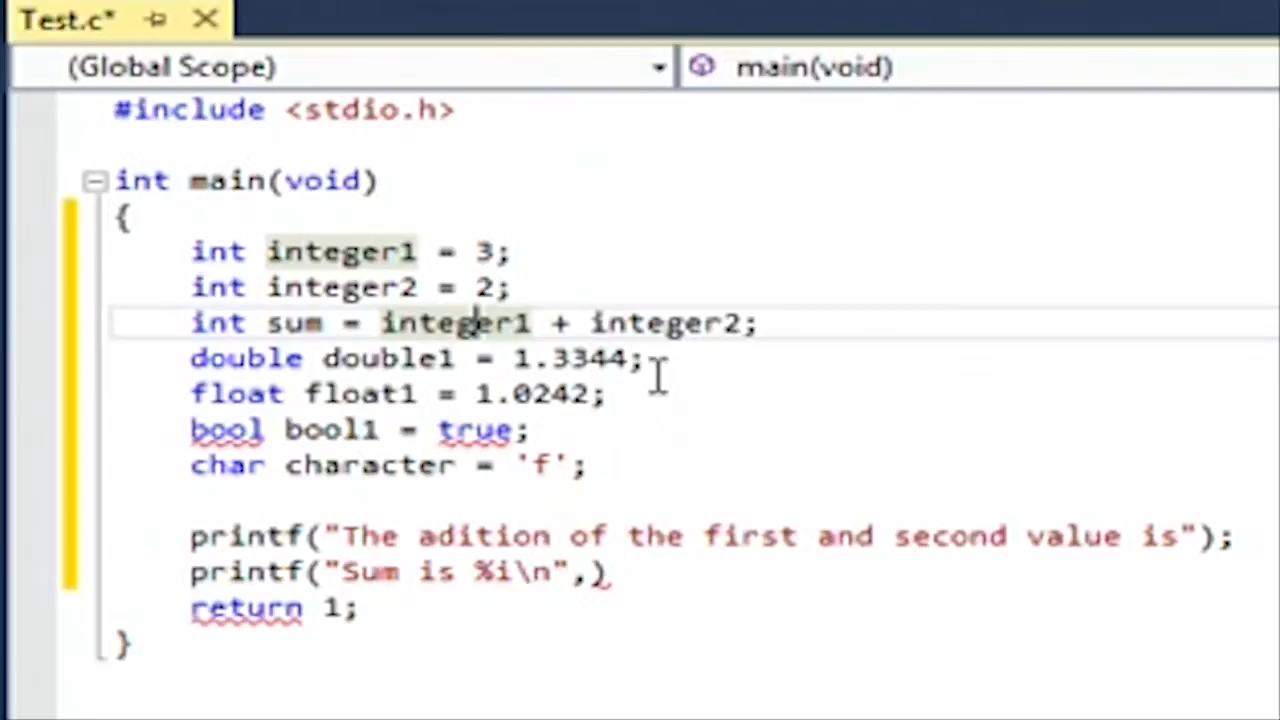 Test.c*
(Global Scope) main(void)
#include <stdio.h>
int main(void)
{
int integer1 = 3;
int integer2 = 2;
int sum = integer1 + integer2;
double double1 = 1.3344;
float float1 = 1.0242;
bool bool1 = true;
char character = 'f';
printf("The adition of the first and second value is");
printf("Sum is %i\n",)
return 1;
}